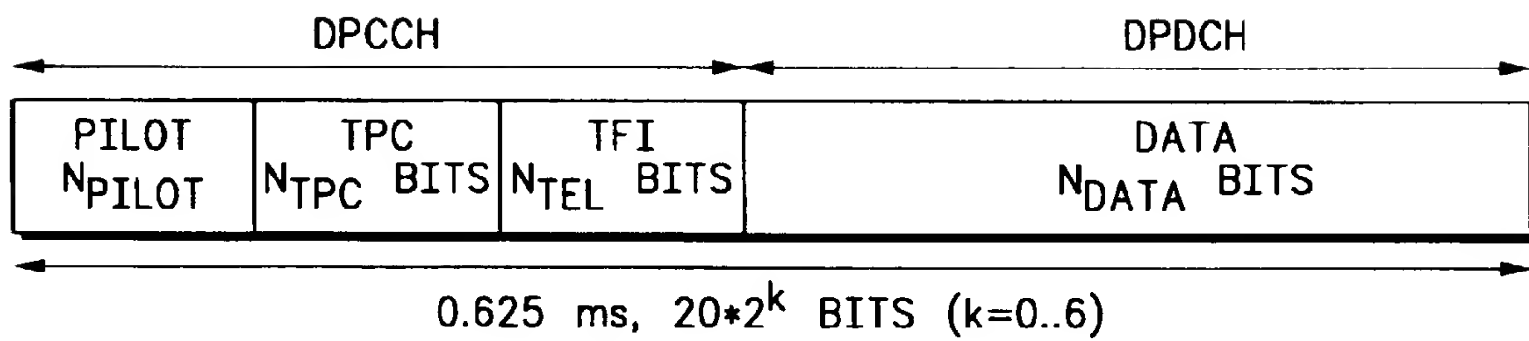 DPCCH DPDCH
PILOT TPC TFI DATA
NPILOT NTPC BITS NTEL BITS NDATA BITS
0.625 ms, 20*2^k BITS (k=0..6)